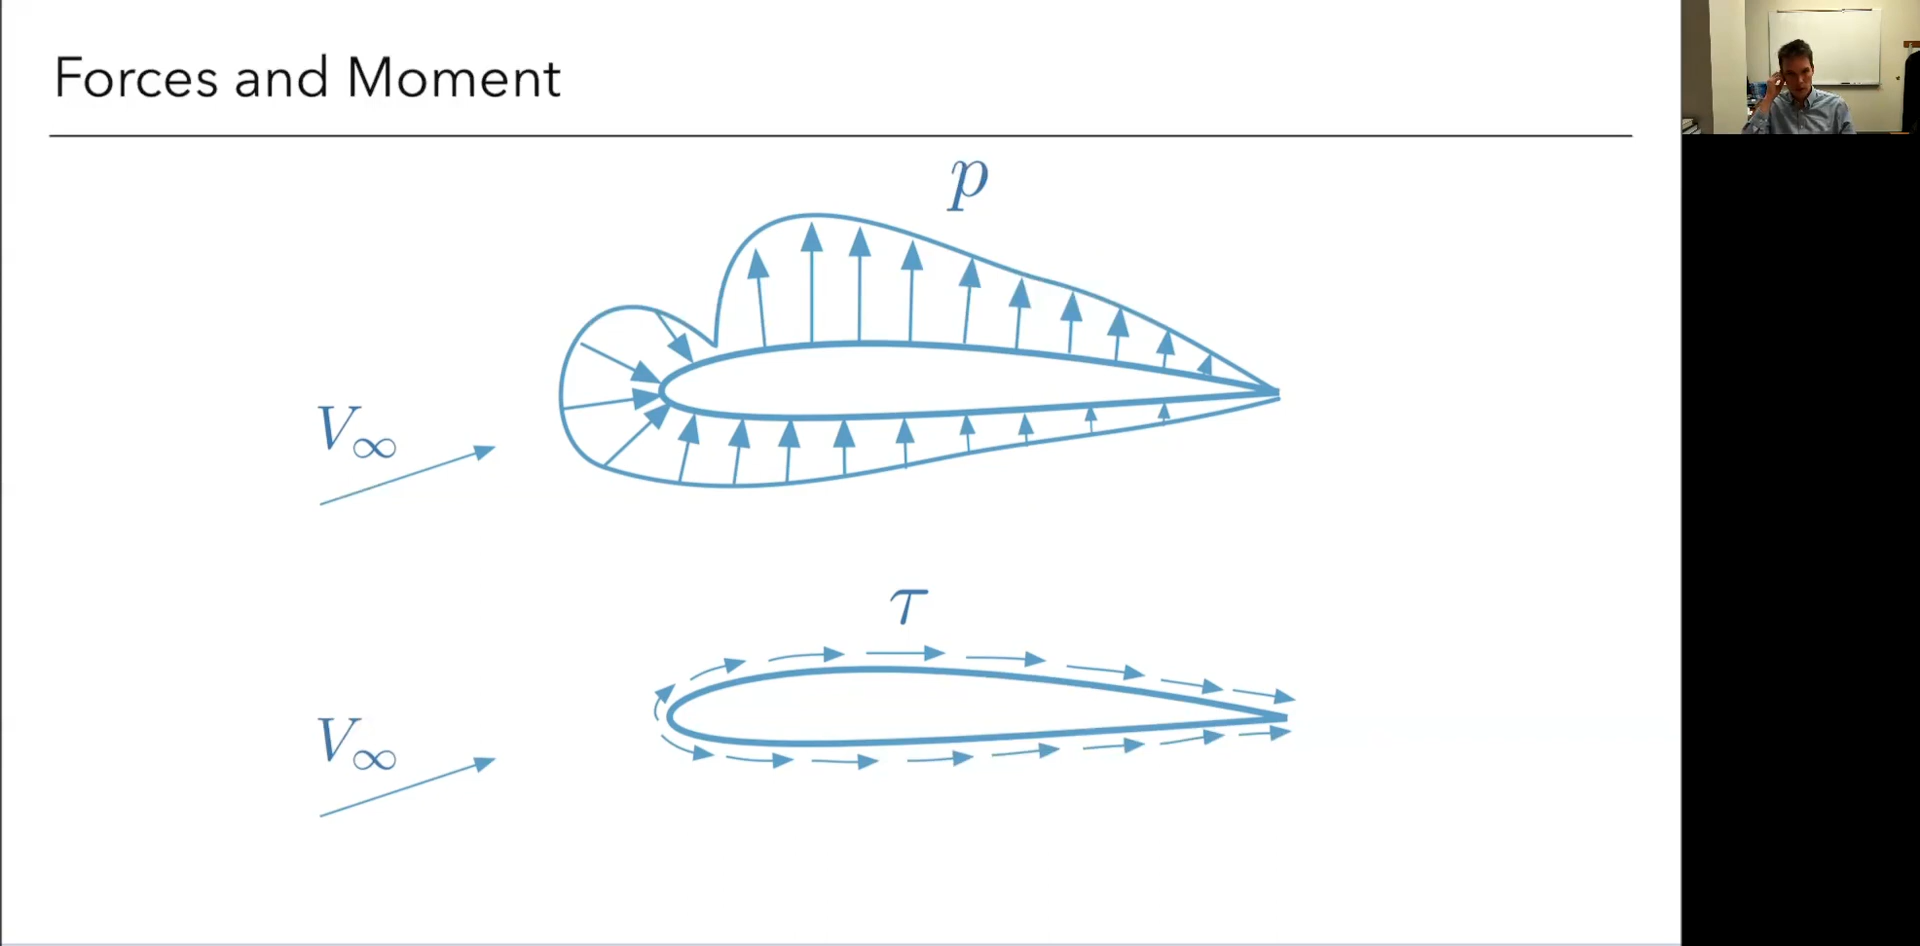 Forces and Moment
p
V∞
τ
V∞